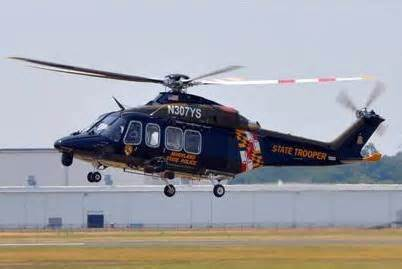 N307YS
MARYLAND
STATE POLICE
STATE TROOPER